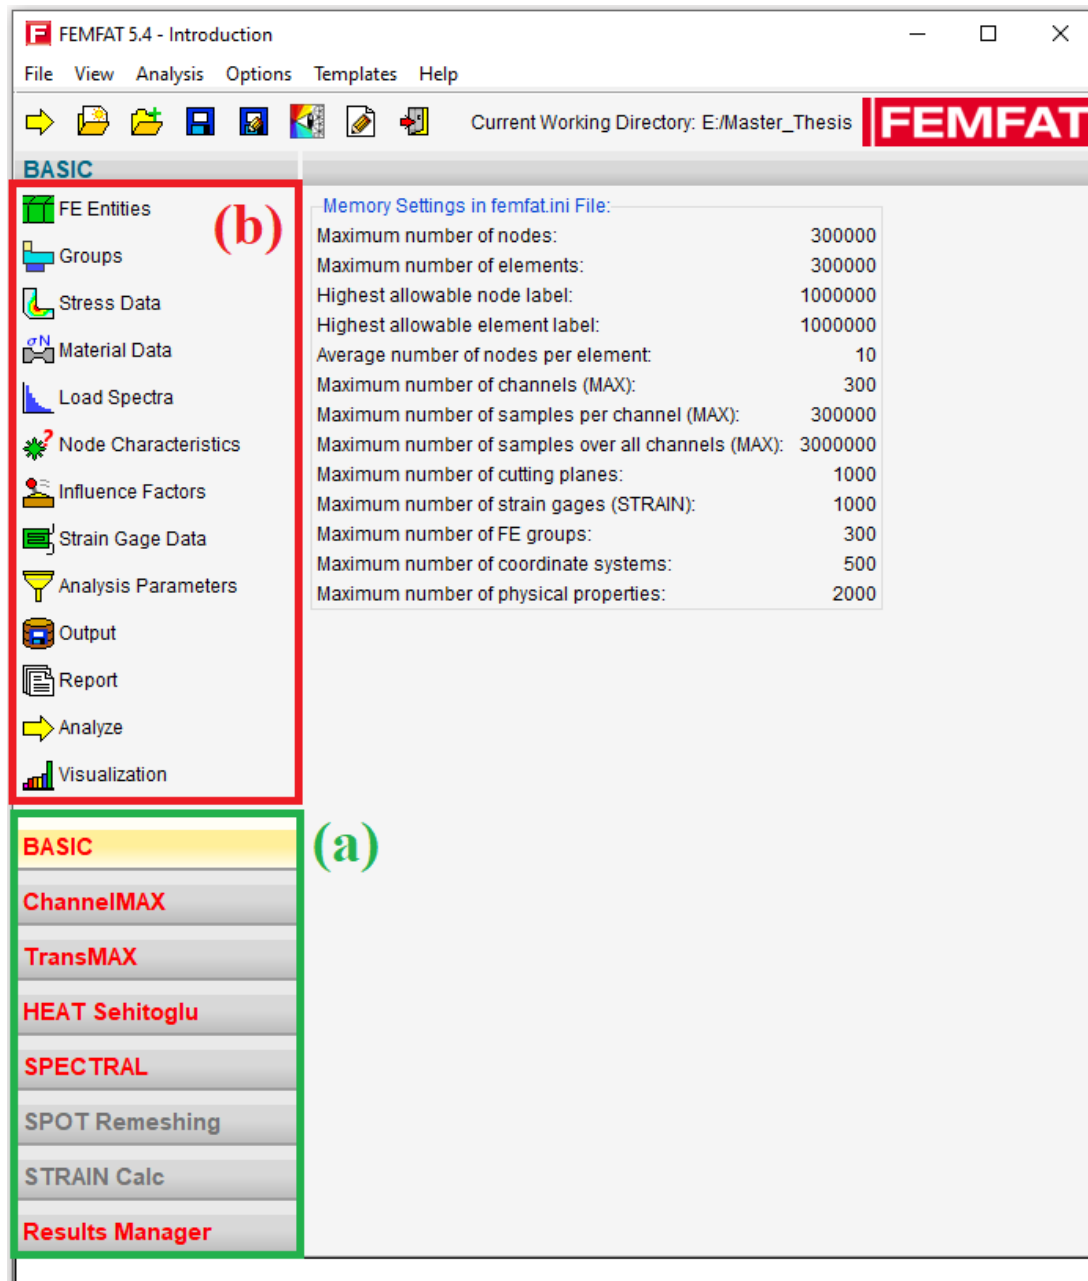 FEMFAT 5.4 - Introduction
File View Analysis Options Templates Help
Current Working Directory: E:/Master_Thesis FEMFAT
BASIC
FE Entities
(b)
Groups
Stress Data
σN
Material Data
Load Spectra
Node Characteristics
Influence Factors
Strain Gage Data
Analysis Parameters
Output
Report
Analyze
Visualization
Memory Settings in femfat.ini File:
Maximum number of nodes: 300000
Maximum number of elements: 300000
Highest allowable node label: 1000000
Highest allowable element label: 1000000
Average number of nodes per element: 10
Maximum number of channels (MAX): 300
Maximum number of samples per channel (MAX): 300000
Maximum number of samples over all channels (MAX): 3000000
Maximum number of cutting planes: 1000
Maximum number of strain gages (STRAIN): 1000
Maximum number of FE groups: 300
Maximum number of coordinate systems: 500
Maximum number of physical properties: 2000
(a)
BASIC
ChannelMAX
TransMAX
HEAT Sehitoglu
SPECTRAL
SPOT Remeshing
STRAIN Calc
Results Manager